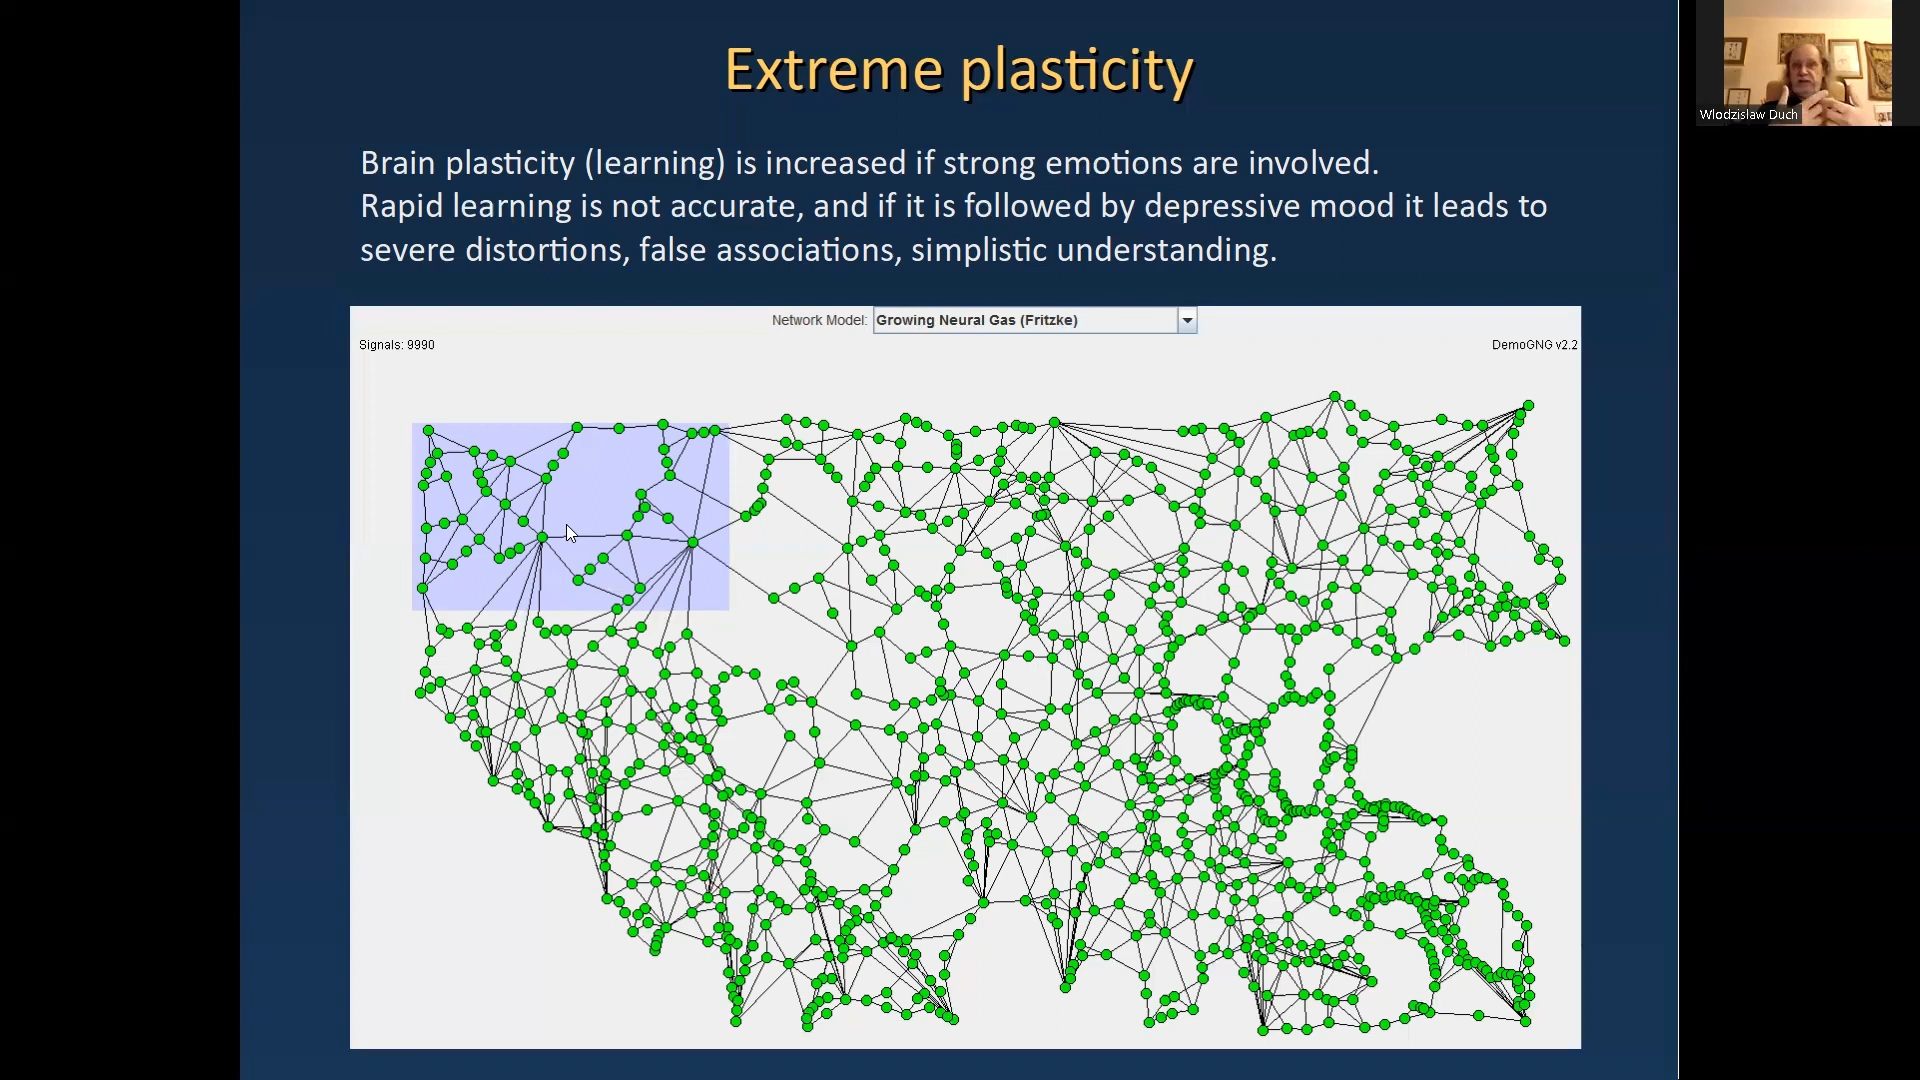 Extreme plasticity
Wlodzislaw Duch
Brain plasticity (learning) is increased if strong emotions are involved.
Rapid learning is not accurate, and if it is followed by depressive mood it leads to
severe distortions, false associations, simplistic understanding.
Network Model: Growing Neural Gas (Fritzke)
Signals: 9990
DemoGNG v2.2